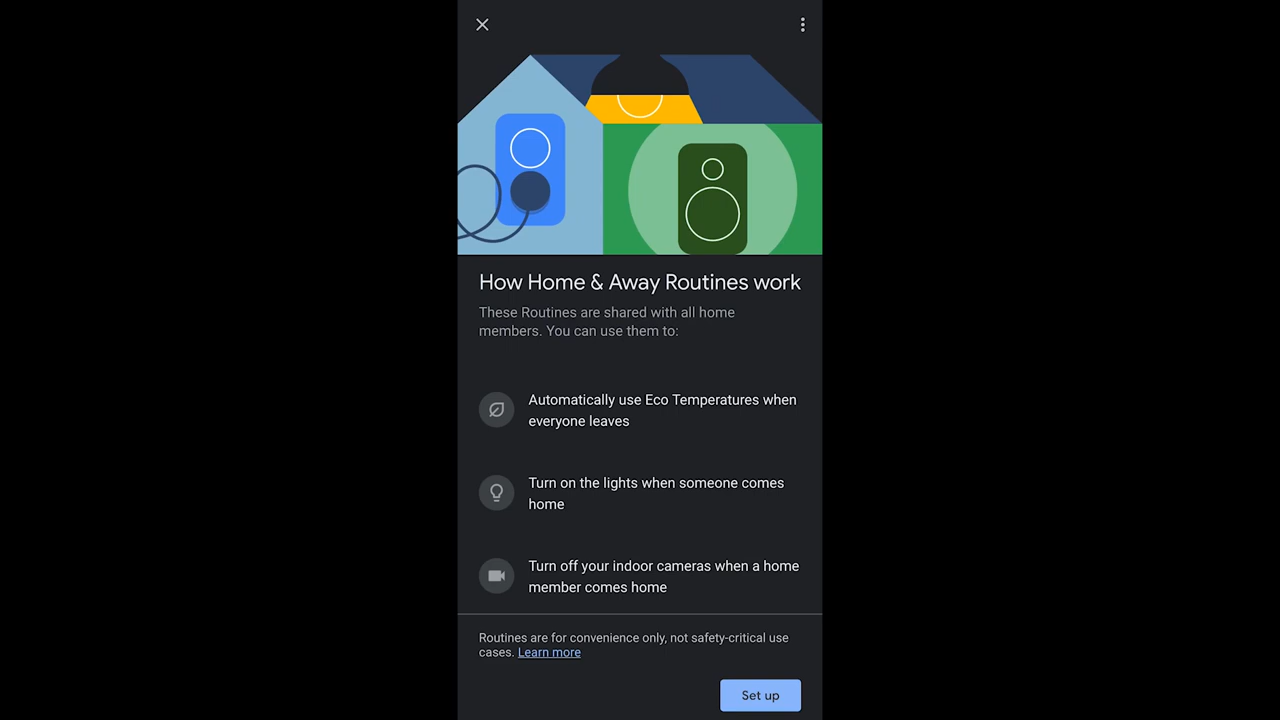 How Home & Away Routines work
These Routines are shared with all home
members. You can use them to:
Automatically use Eco Temperatures when
everyone leaves
Turn on the lights when someone comes
home
Turn off your indoor cameras when a home
member comes home
Routines are for convenience only, not safety-critical use
cases. Learn more
Set up